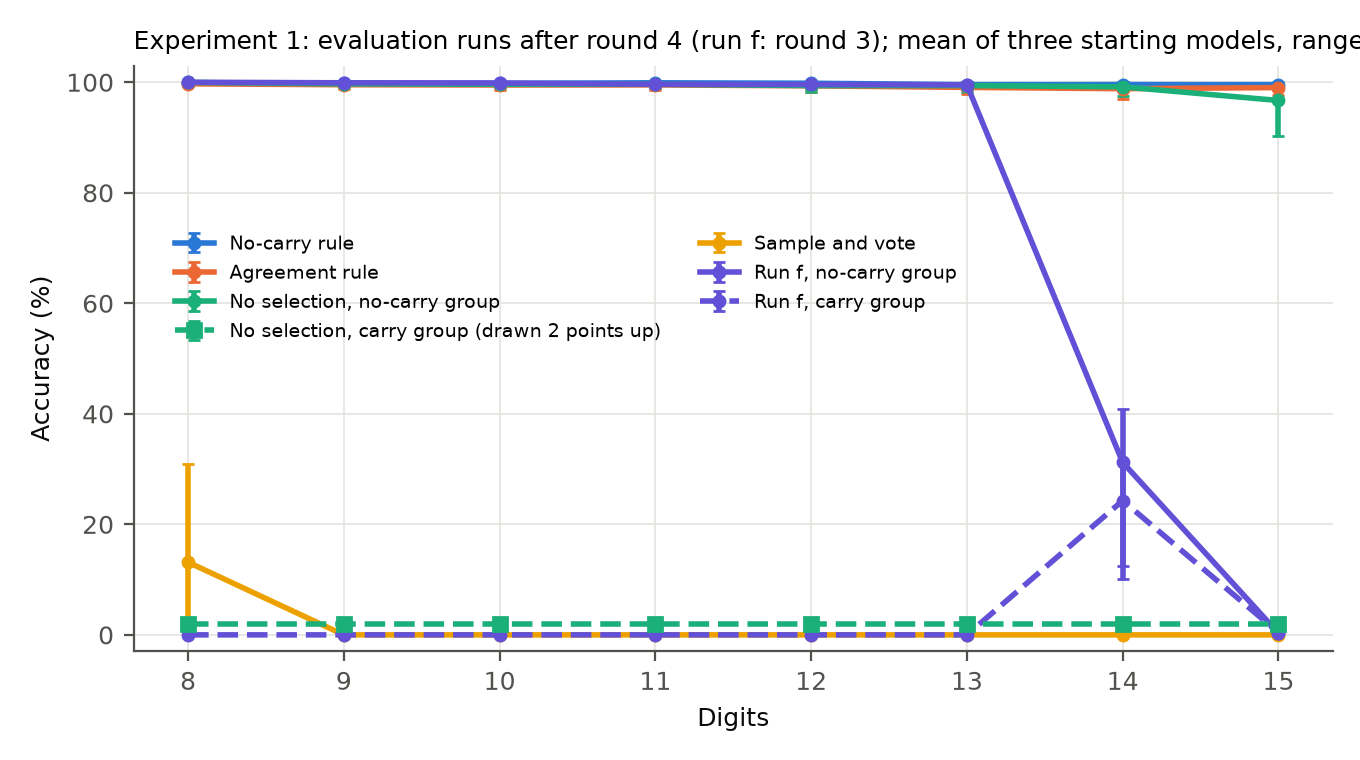 Experiment 1: evaluation runs after round 4 (run f: round 3); mean of three starting models, range
100
80
60
40
20
0
Accuracy (%)
No-carry rule
Agreement rule
No selection, no-carry group
No selection, carry group (drawn 2 points up)
Sample and vote
Run f, no-carry group
Run f, carry group
8 9 10 11 12 13 14 15
Digits